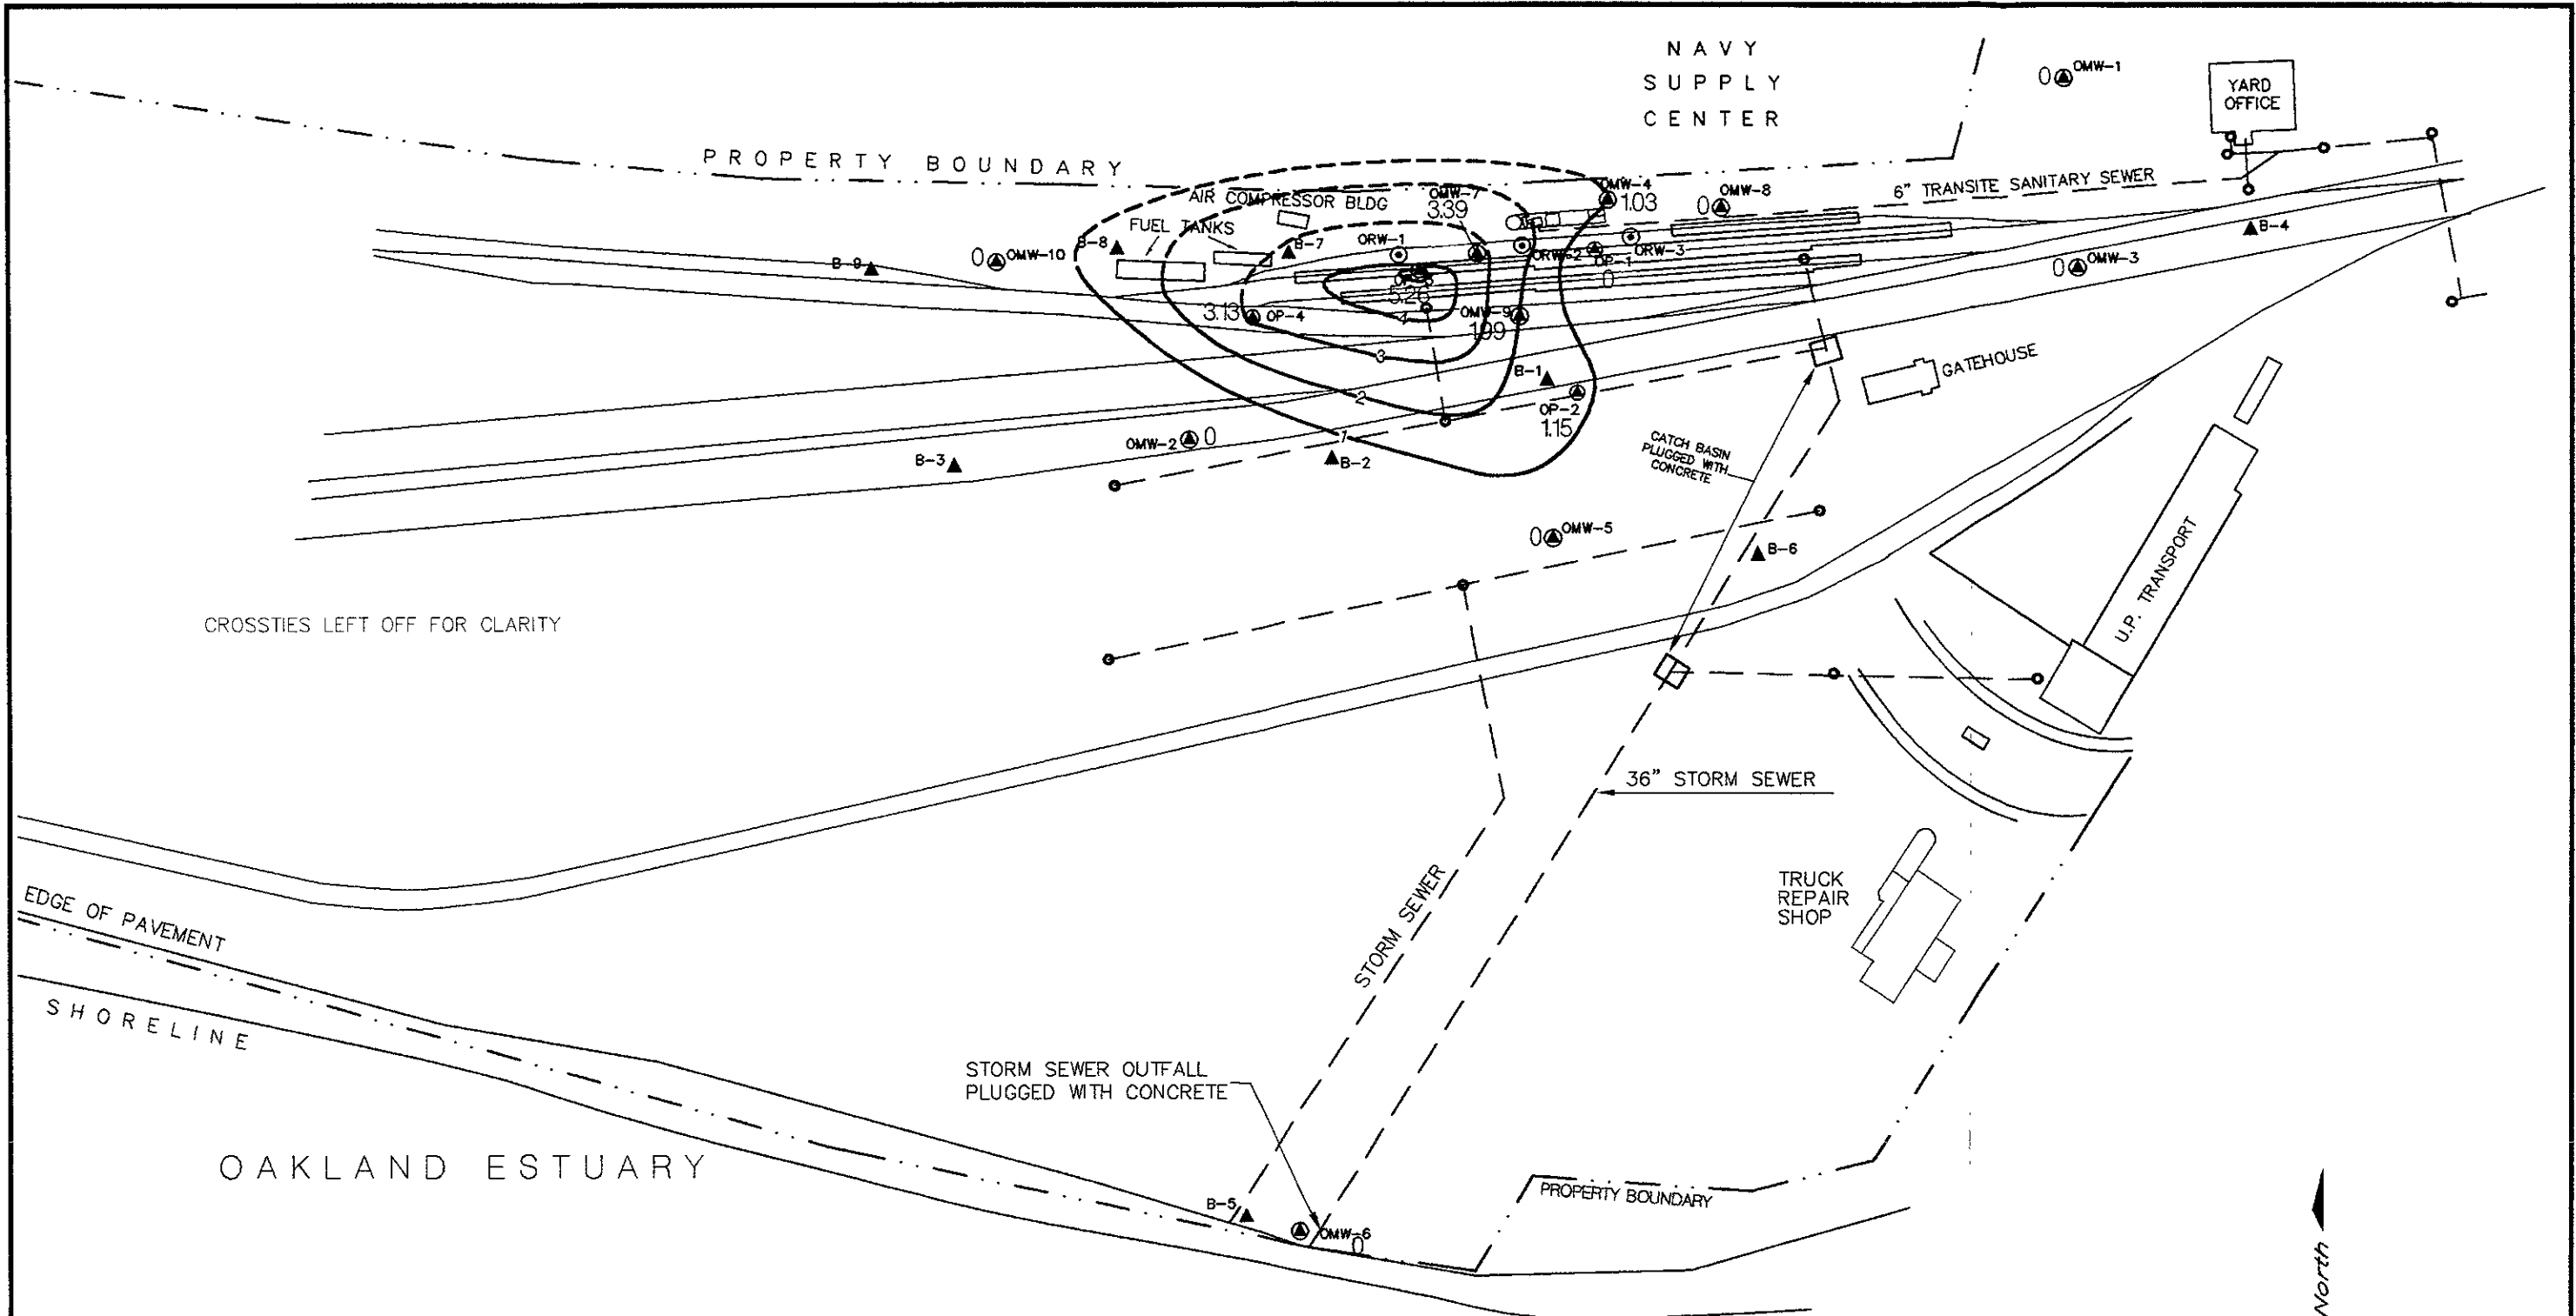 NAVY
SUPPLY
CENTER
0 OMW-1
YARD
OFFICE
PROPERTY BOUNDARY
6" TRANSITE SANITARY SEWER
AIR COMPRESSOR BLDG
OMW-7
3.39
OMW-4
1.03
0 OMW-8
FUEL TANKS
B-8
B-7
ORW-1
ORW-2
OP-1
0
ORW-3
B-4
B-9
0 OMW-10
0 OMW-3
5.26
3.13 OP-4
4
OMW-9
1.99
3
2
1
B-1
OP-2
1.15
GATEHOUSE
OMW-2 0
B-3
B-2
CATCH BASIN
PLUGGED WITH
CONCRETE
0 OMW-5
B-6
U.P. TRANSPORT
CROSSTIES LEFT OFF FOR CLARITY
36" STORM SEWER
STORM SEWER
TRUCK
REPAIR
SHOP
EDGE OF PAVEMENT
SHORELINE
STORM SEWER OUTFALL
PLUGGED WITH CONCRETE
OAKLAND ESTUARY
PROPERTY BOUNDARY
B-5
OMW-6
0
North